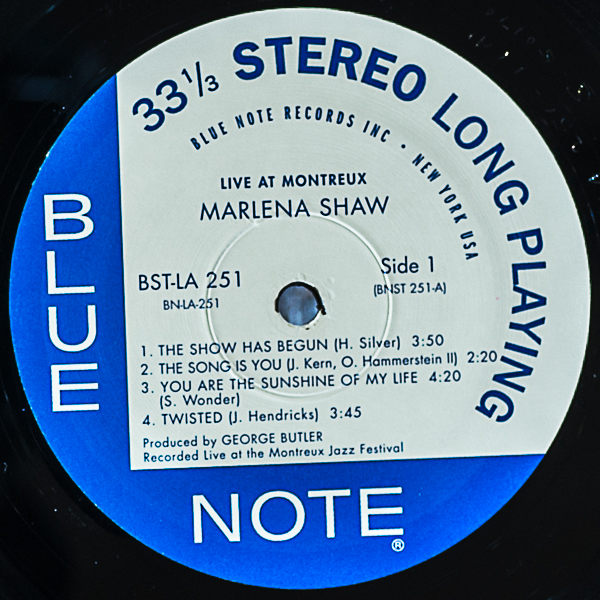 33⅓ STEREO LONG PLAYING
BLUE NOTE RECORDS INC • NEW YORK USA
LIVE AT MONTREUX
MARLENA SHAW
BST-LA 251
BN-LA-251
Side 1
(BNST 251-A)
1. THE SHOW HAS BEGUN (H. Silver) 3:50
2. THE SONG IS YOU (J. Kern, O. Hammerstein II) 2:20
3. YOU ARE THE SUNSHINE OF MY LIFE 4:20
(S. Wonder)
4. TWISTED (J. Hendricks) 3:45
Produced by GEORGE BUTLER
Recorded Live at the Montreux Jazz Festival
BLUE
NOTE®